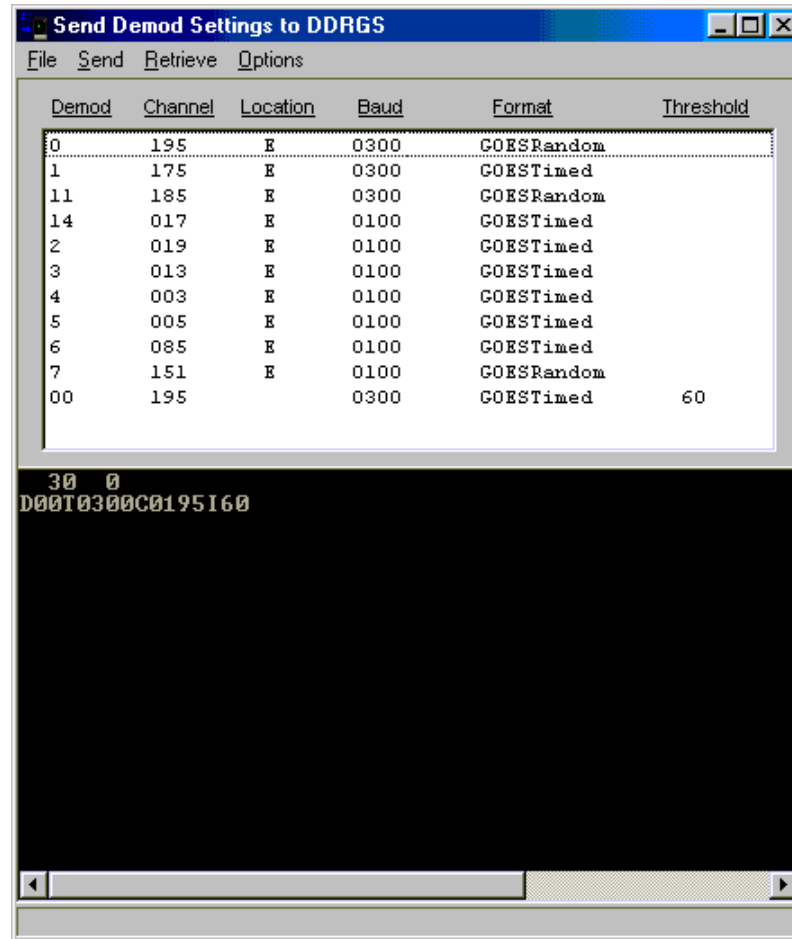 Send Demod Settings to DDRGS
File Send Retrieve Options
Demod Channel Location Baud Format Threshold
0 195 E 0300 GOESRandom
1 175 E 0300 GOESTimed
11 185 E 0300 GOESRandom
14 017 E 0100 GOESTimed
2 019 E 0100 GOESTimed
3 013 E 0100 GOESTimed
4 003 E 0100 GOESTimed
5 005 E 0100 GOESTimed
6 085 E 0100 GOESTimed
7 151 E 0100 GOESRandom
00 195 0300 GOESTimed 60
30 0
D00T0300C0195I60